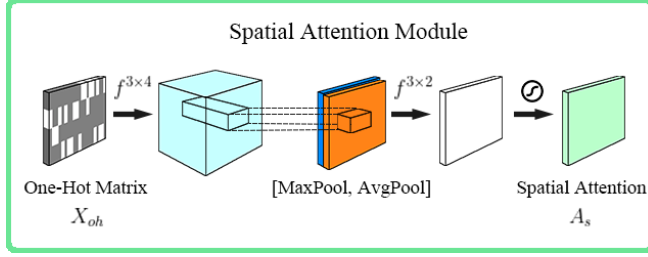 Spatial Attention Module
f^{3×4}
f^{3×2}
One-Hot Matrix
[MaxPool, AvgPool]
Spatial Attention
X_{oh}
A_s